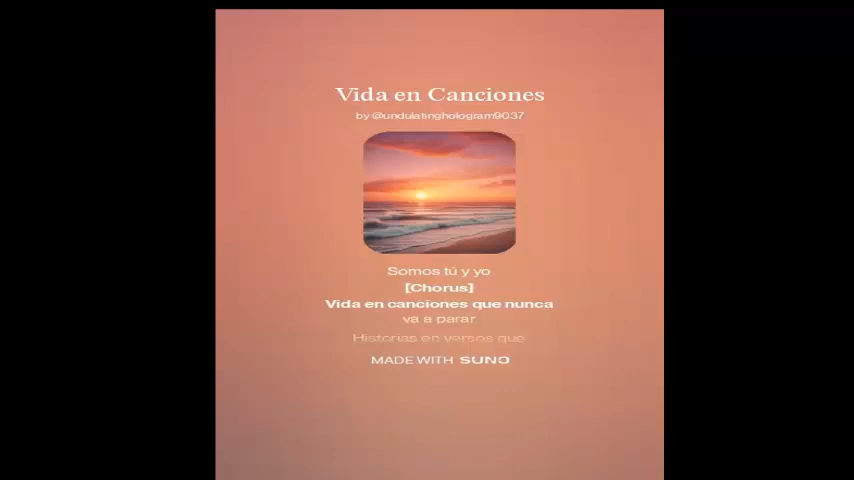 Vida en Canciones
by @undulatinghologram9037
Somos tú y yo
[Chorus]
Vida en canciones que nunca
va a parar
Historias en versos que
MADE WITH SUNO